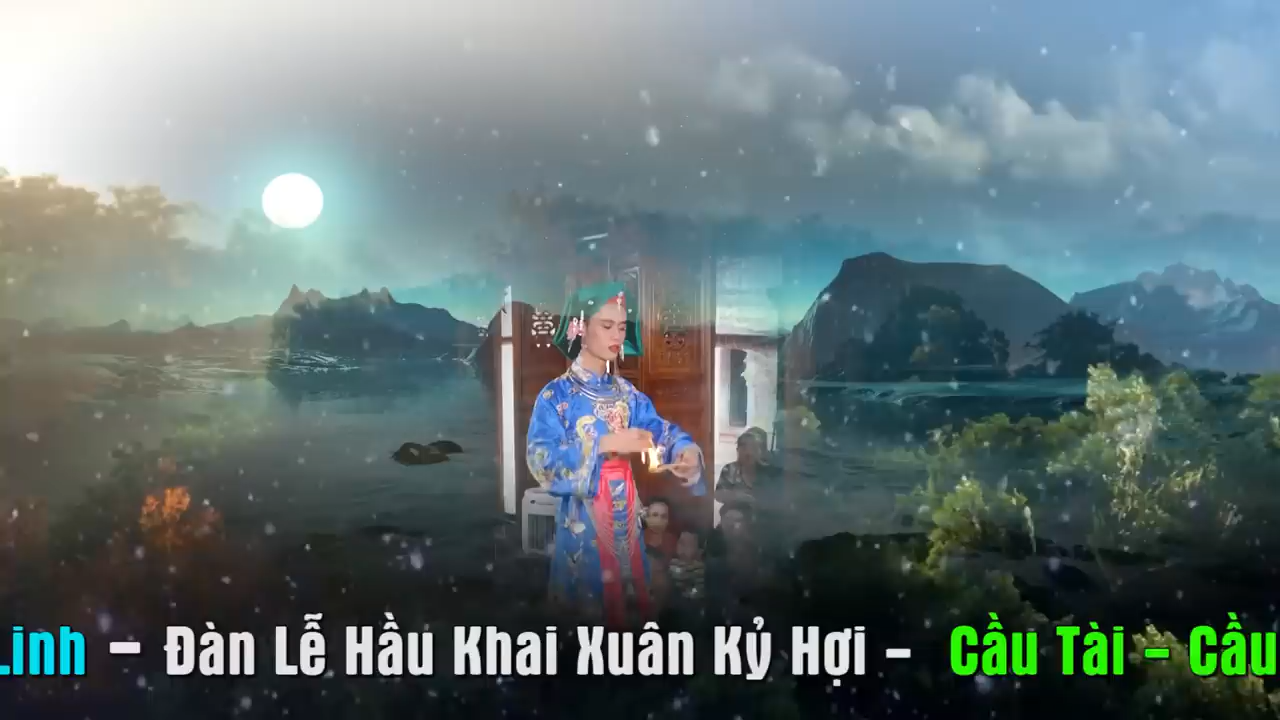 Linh – Đàn Lễ Hầu Khai Xuân Kỷ Hợi – Cầu Tài – Cầu